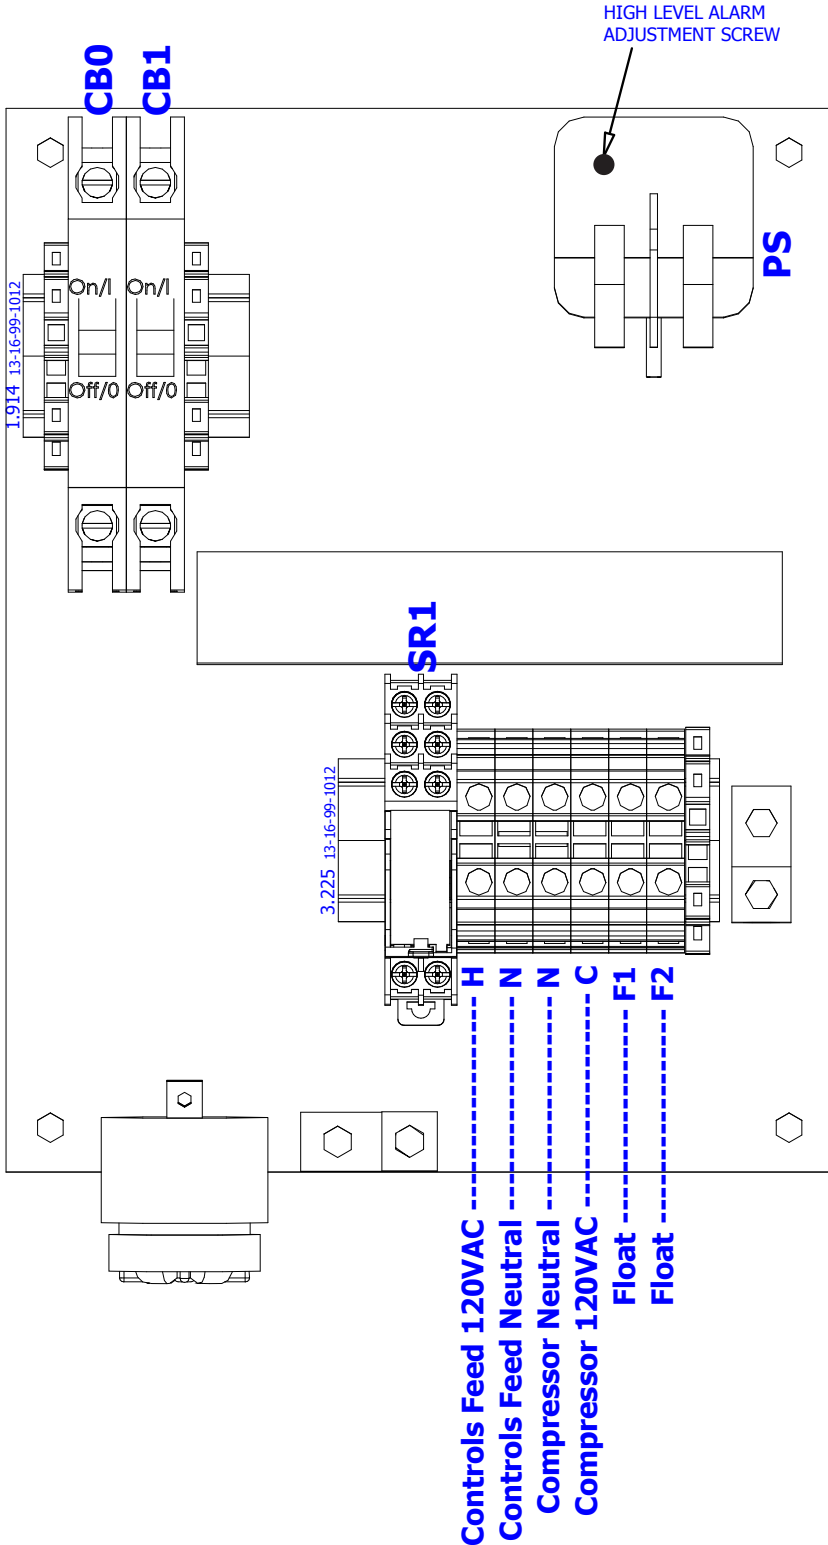 HIGH LEVEL ALARM
ADJUSTMENT SCREW
CB0
CB1
PS
On/I
On/I
Off/0
Off/0
1.914 13-16-99-1012
SR1
3.225 13-16-99-1012
Controls Feed 120VAC ---------------- H
Controls Feed Neutral ---------------- N
Compressor Neutral ---------------- N
Compressor 120VAC ---------------- C
Float ---------------- F1
Float ---------------- F2